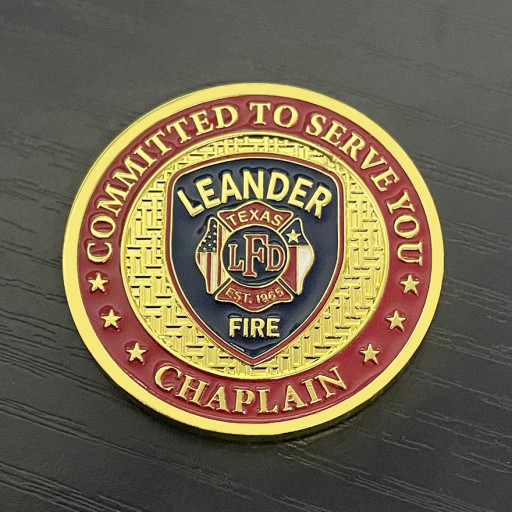 COMMITTED TO SERVE YOU
LEANDER
TEXAS
LFD
EST. 1965
FIRE
CHAPLAIN